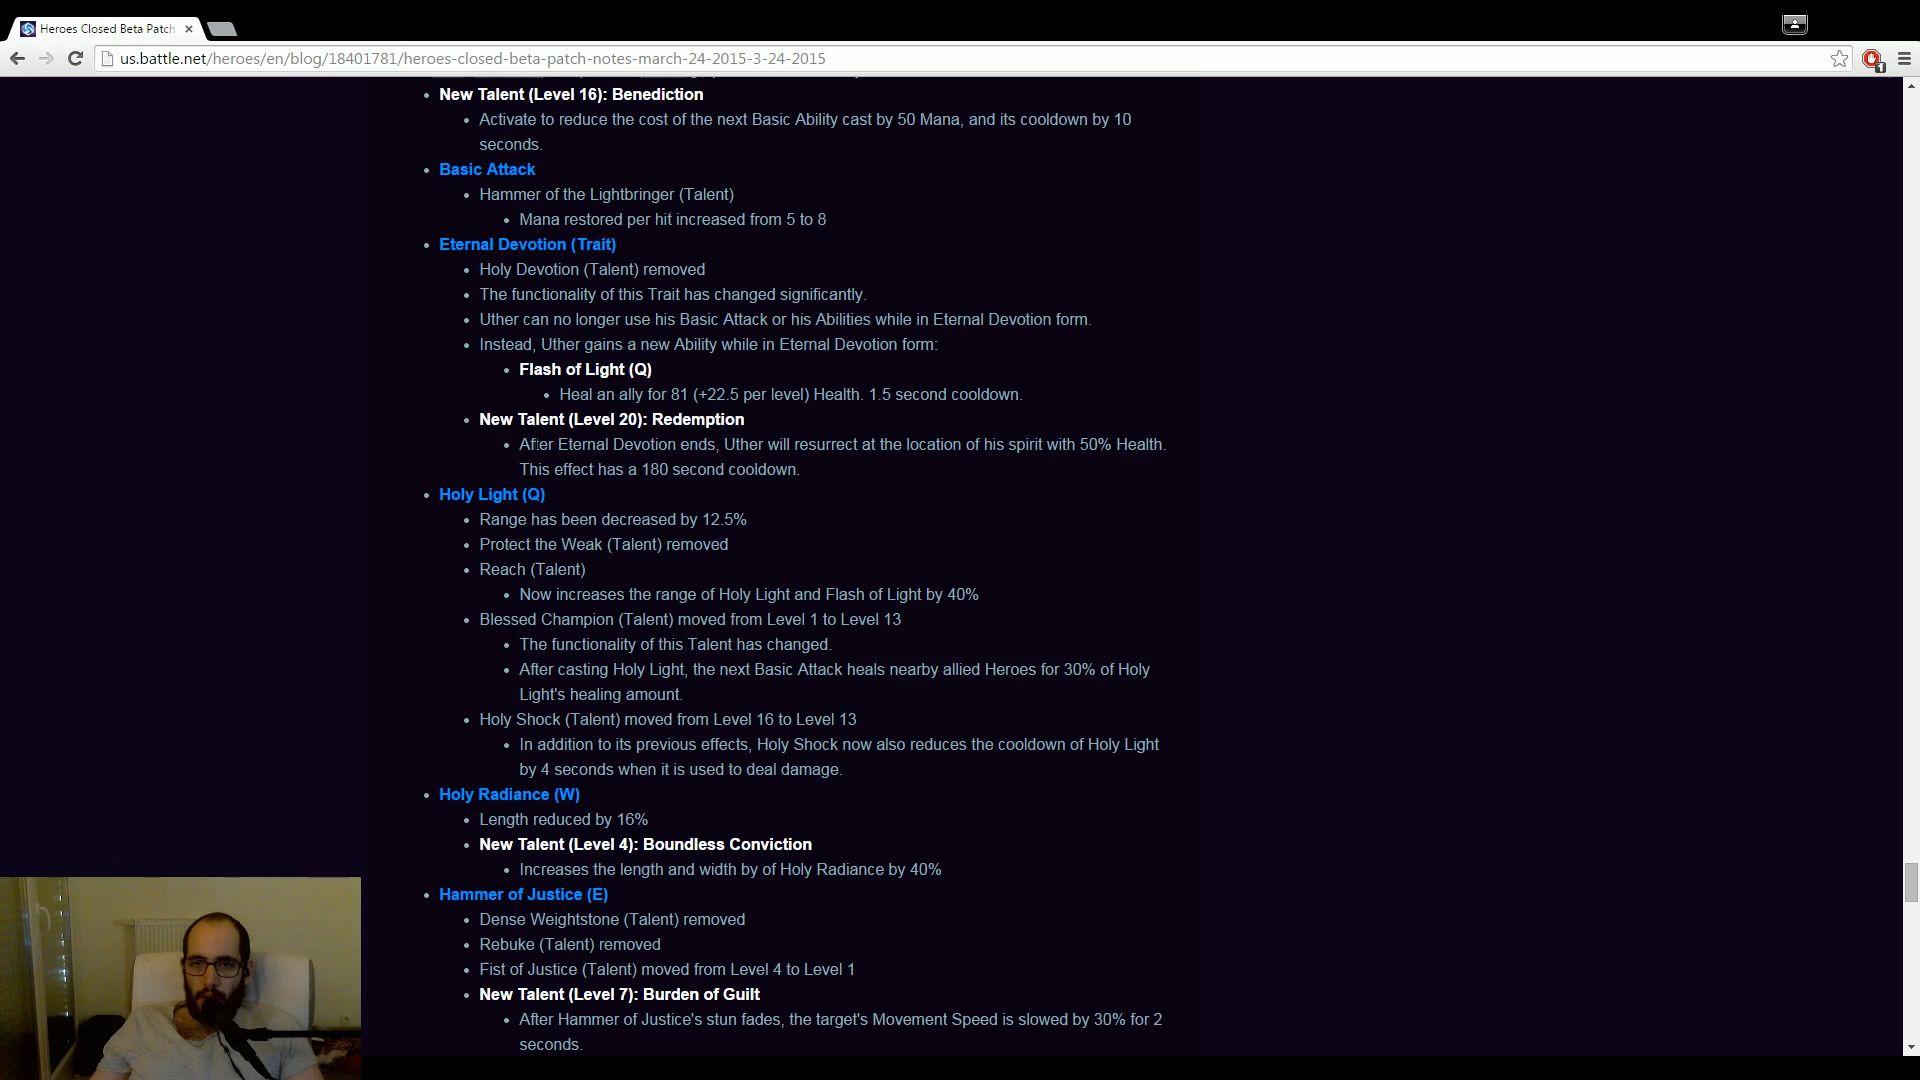 Heroes Closed Beta Patch
us.battle.net/heroes/en/blog/18401781/heroes-closed-beta-patch-notes-march-24-2015-3-24-2015
1
New Talent (Level 16): Benediction
Activate to reduce the cost of the next Basic Ability cast by 50 Mana, and its cooldown by 10
seconds.
Basic Attack
Hammer of the Lightbringer (Talent)
Mana restored per hit increased from 5 to 8
Eternal Devotion (Trait)
Holy Devotion (Talent) removed
The functionality of this Trait has changed significantly.
Uther can no longer use his Basic Attack or his Abilities while in Eternal Devotion form.
Instead, Uther gains a new Ability while in Eternal Devotion form:
Flash of Light (Q)
Heal an ally for 81 (+22.5 per level) Health. 1.5 second cooldown.
New Talent (Level 20): Redemption
After Eternal Devotion ends, Uther will resurrect at the location of his spirit with 50% Health.
This effect has a 180 second cooldown.
Holy Light (Q)
Range has been decreased by 12.5%
Protect the Weak (Talent) removed
Reach (Talent)
Now increases the range of Holy Light and Flash of Light by 40%
Blessed Champion (Talent) moved from Level 1 to Level 13
The functionality of this Talent has changed.
After casting Holy Light, the next Basic Attack heals nearby allied Heroes for 30% of Holy
Light's healing amount.
Holy Shock (Talent) moved from Level 16 to Level 13
In addition to its previous effects, Holy Shock now also reduces the cooldown of Holy Light
by 4 seconds when it is used to deal damage.
Holy Radiance (W)
Length reduced by 16%
New Talent (Level 4): Boundless Conviction
Increases the length and width by of Holy Radiance by 40%
Hammer of Justice (E)
Dense Weightstone (Talent) removed
Rebuke (Talent) removed
Fist of Justice (Talent) moved from Level 4 to Level 1
New Talent (Level 7): Burden of Guilt
After Hammer of Justice's stun fades, the target's Movement Speed is slowed by 30% for 2
seconds.